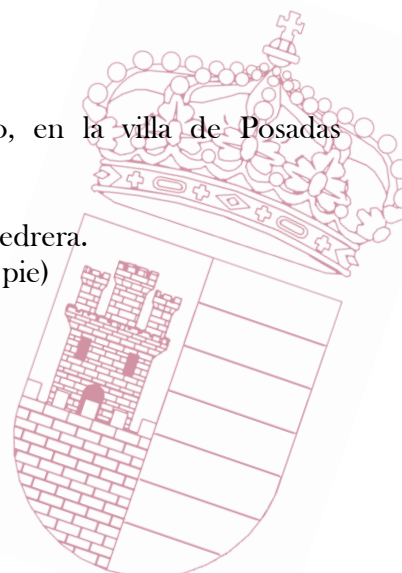 o, en la villa de Posadas
edrera.
pie)